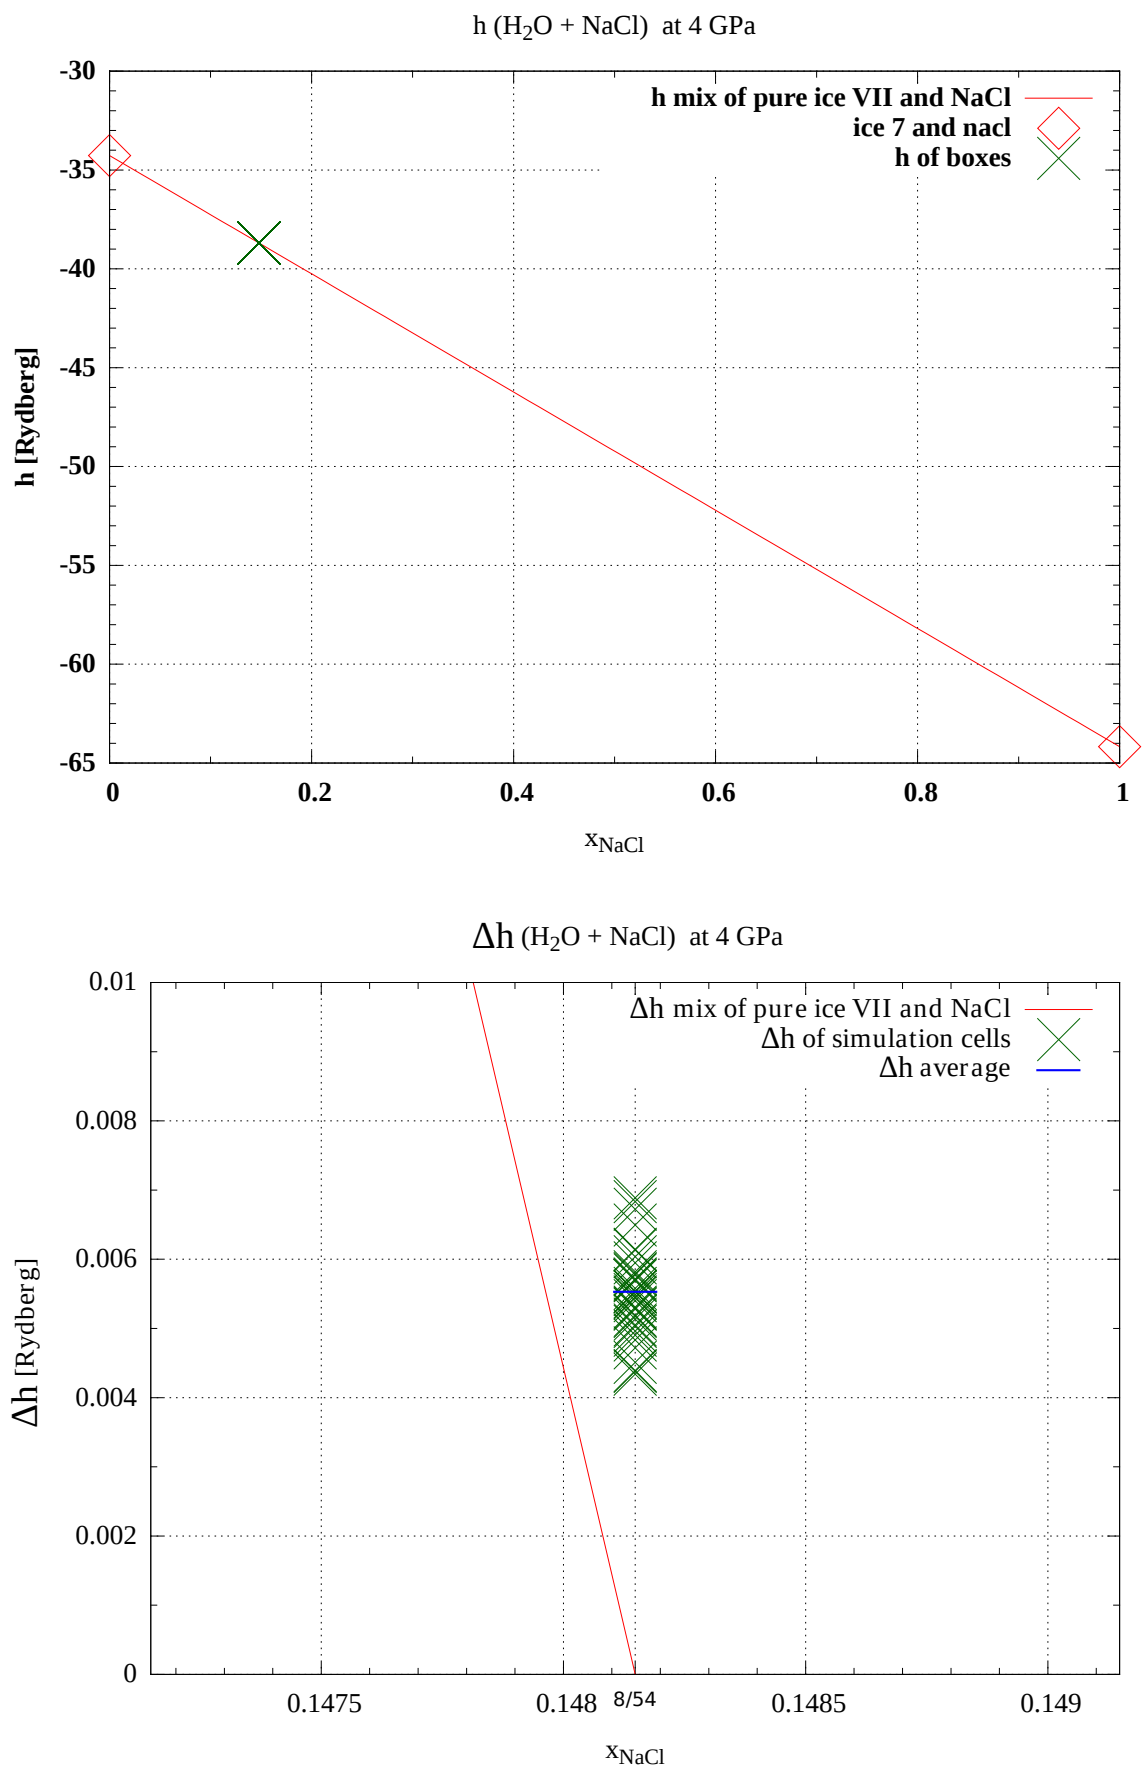 h (H₂O + NaCl)  at 4 GPa
h mix of pure ice VII and NaCl
ice 7 and nacl
h of boxes
-30
-35
-40
-45
-50
-55
-60
-65
h [Rydberg]
0 0.2 0.4 0.6 0.8 1
x_NaCl
Δh (H₂O + NaCl)  at 4 GPa
Δh mix of pure ice VII and NaCl
Δh of simulation cells
Δh average
0.01
0.008
0.006
0.004
0.002
0
Δh [Rydberg]
0.1475 0.148 8/54 0.1485 0.149
x_NaCl